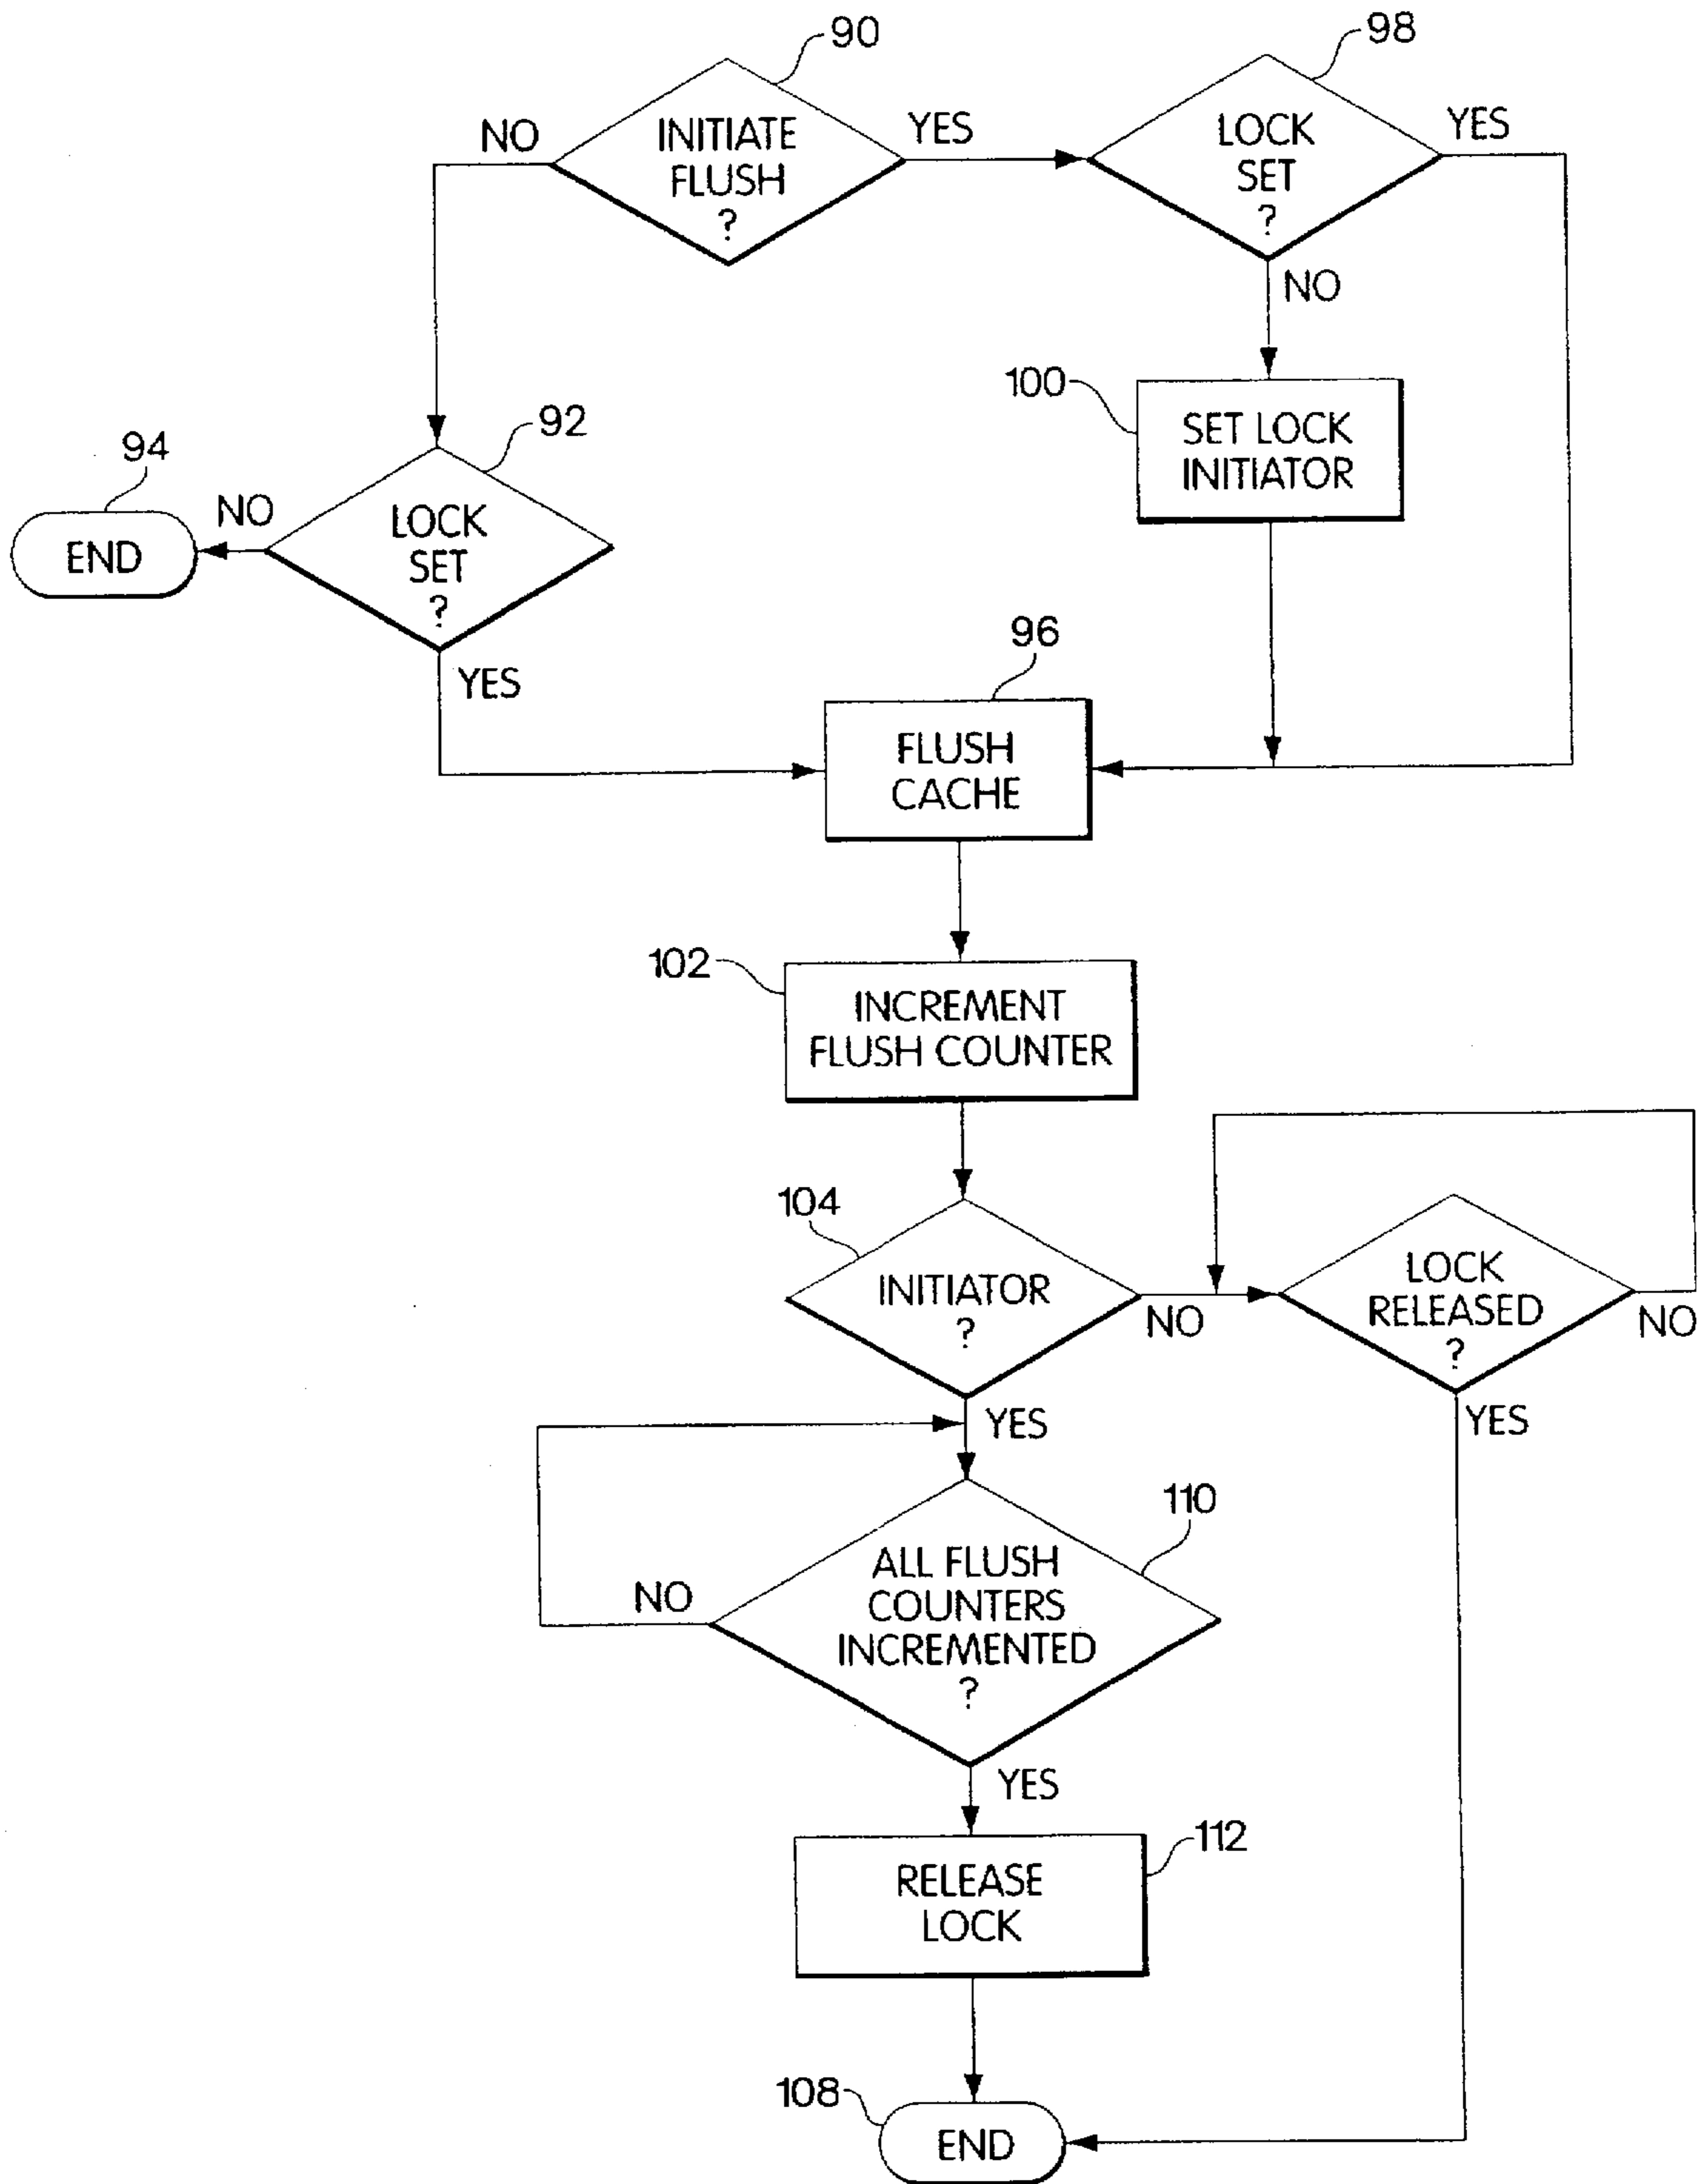 90
98
NO
INITIATE
FLUSH
?
YES
LOCK
SET
?
YES
NO
100
SET LOCK
INITIATOR
94
92
END
NO
LOCK
SET
?
YES
96
FLUSH
CACHE
102
INCREMENT
FLUSH COUNTER
104
INITIATOR
?
NO
LOCK
RELEASED
?
NO
YES
YES
110
ALL FLUSH
COUNTERS
INCREMENTED
?
NO
YES
112
RELEASE
LOCK
108
END